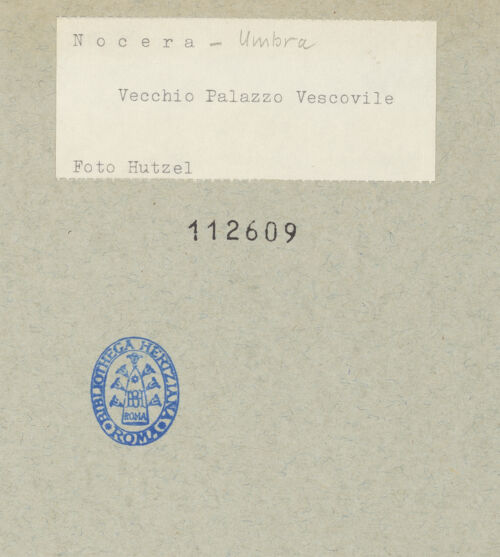 Nocera - Umbra
Vecchio Palazzo Vescovile
Foto Hutzel
112609
BIBLIOTHECA HERTZIANA
ROMA
ROMA